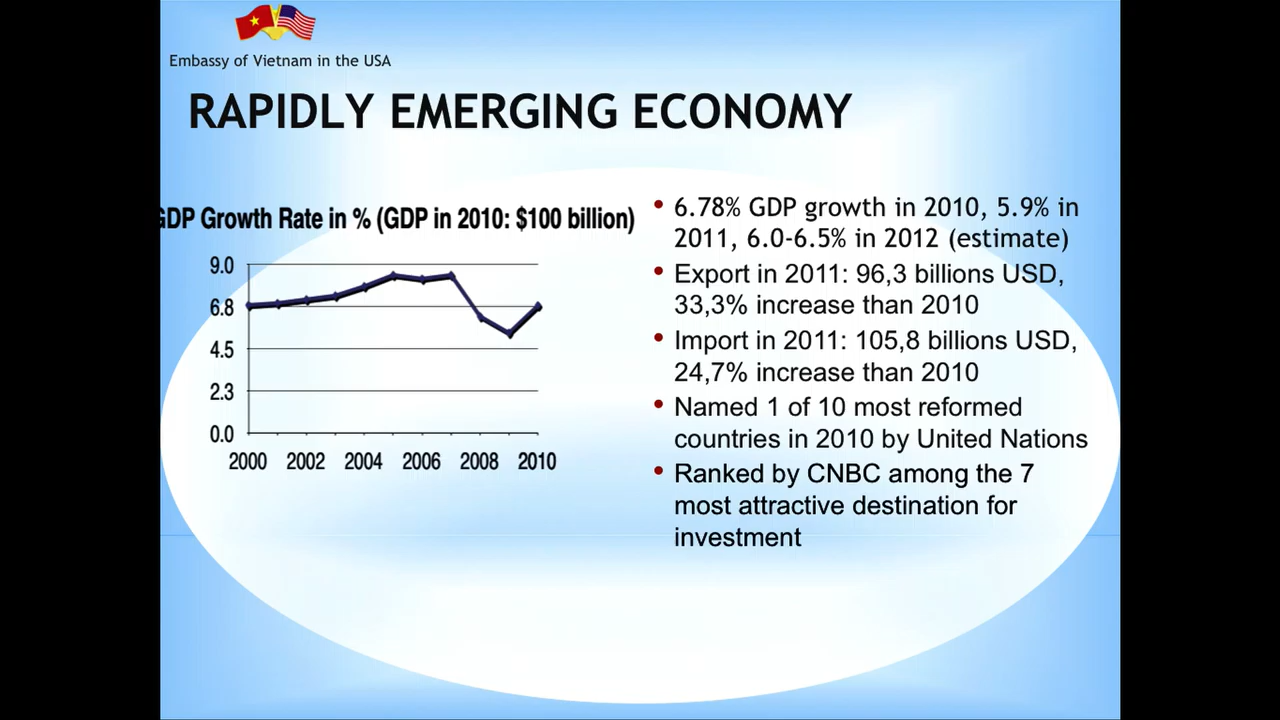 Embassy of Vietnam in the USA
RAPIDLY EMERGING ECONOMY
GDP Growth Rate in % (GDP in 2010: $100 billion)
9.0
6.8
4.5
2.3
0.0
2000 2002 2004 2006 2008 2010
• 6.78% GDP growth in 2010, 5.9% in
2011, 6.0-6.5% in 2012 (estimate)
• Export in 2011: 96,3 billions USD,
33,3% increase than 2010
• Import in 2011: 105,8 billions USD,
24,7% increase than 2010
• Named 1 of 10 most reformed
countries in 2010 by United Nations
• Ranked by CNBC among the 7
most attractive destination for
investment